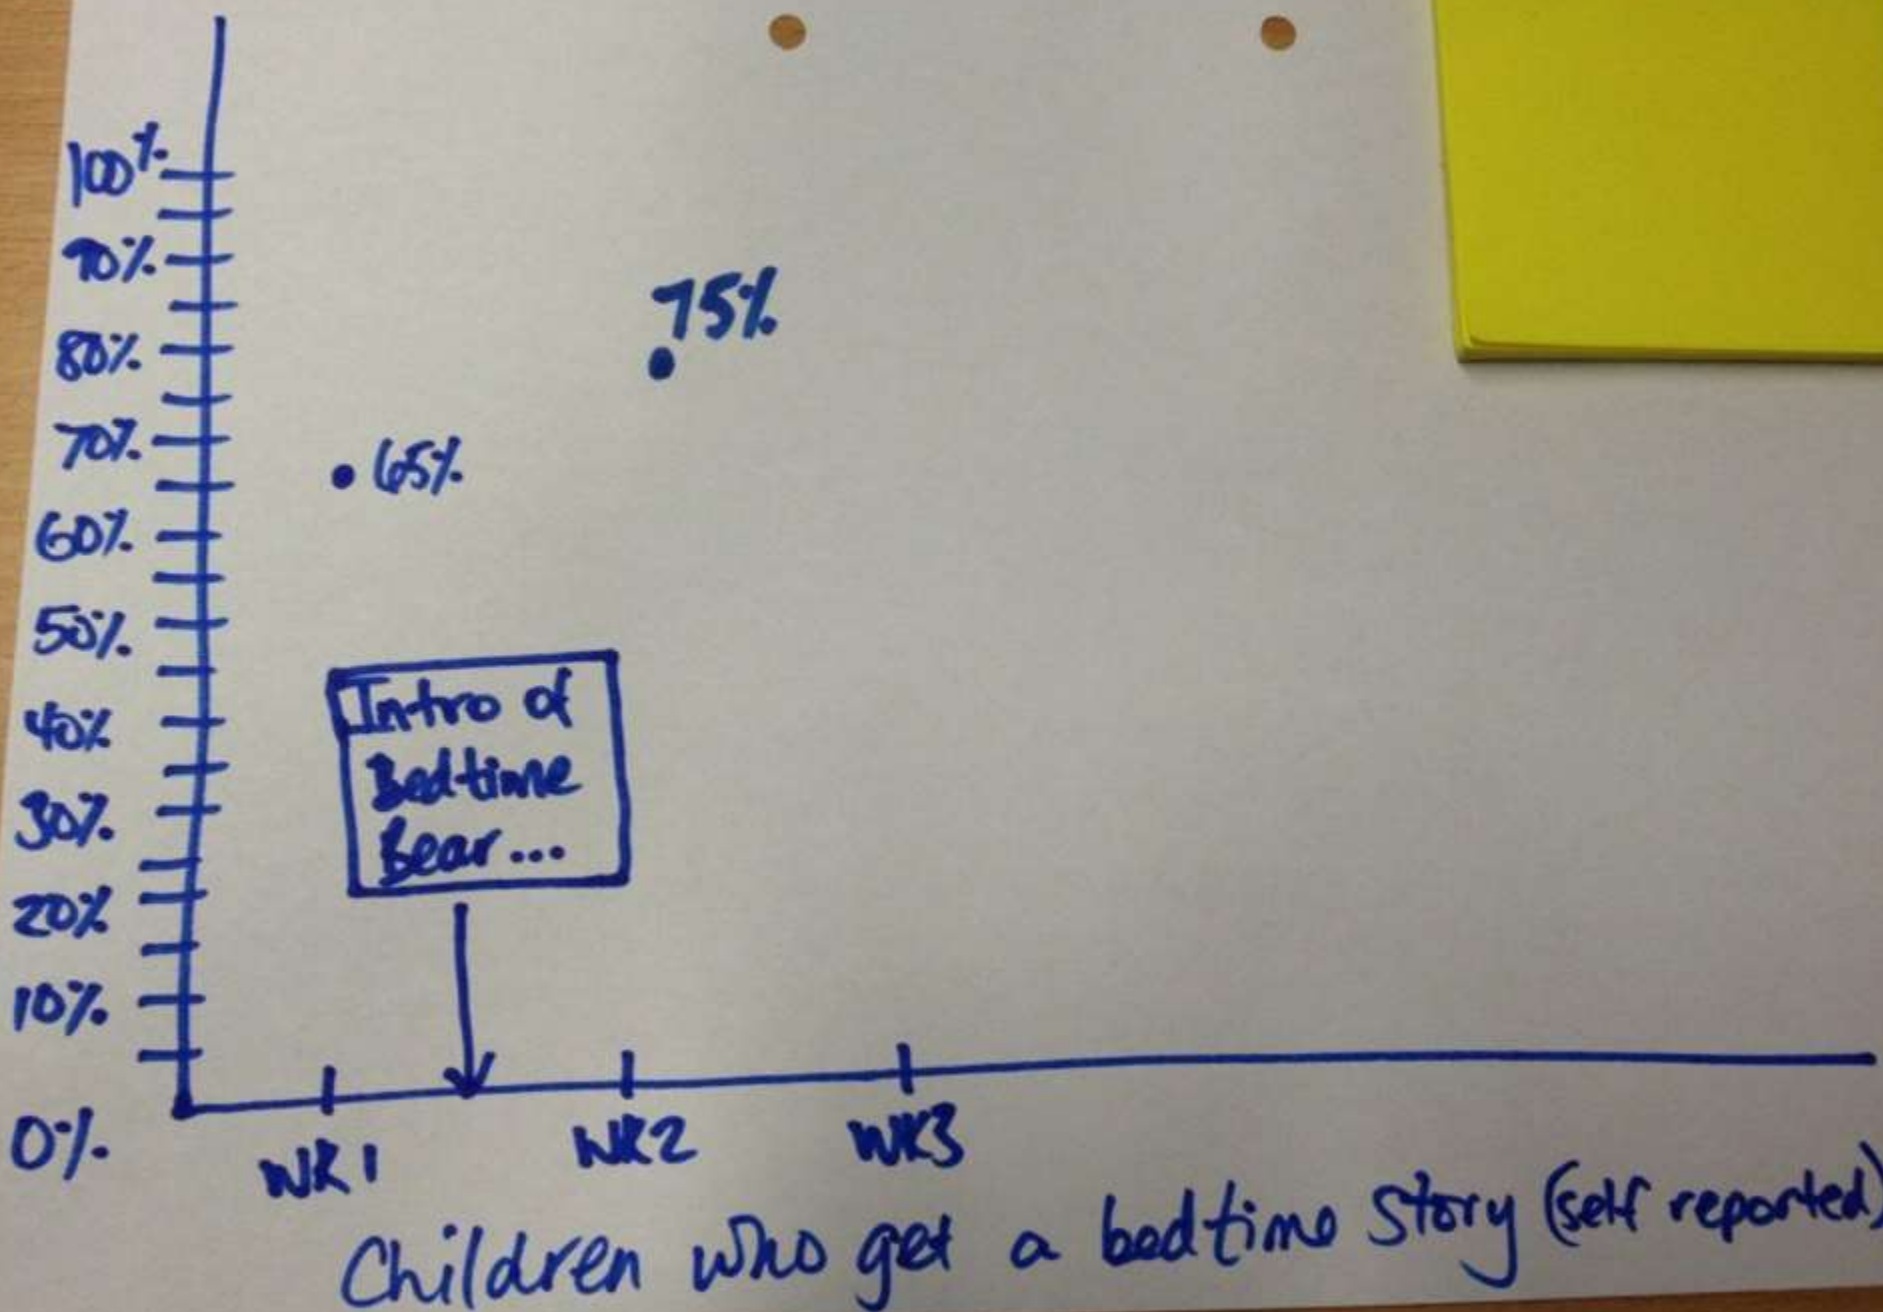 100%
90%
75%
80%
70%
65%
60%
50%
Intro of
40%
Bedtime
30%
Bear...
20%
10%
0%
WK1
WK2
WK3
Children who get a bedtime story (self reported)